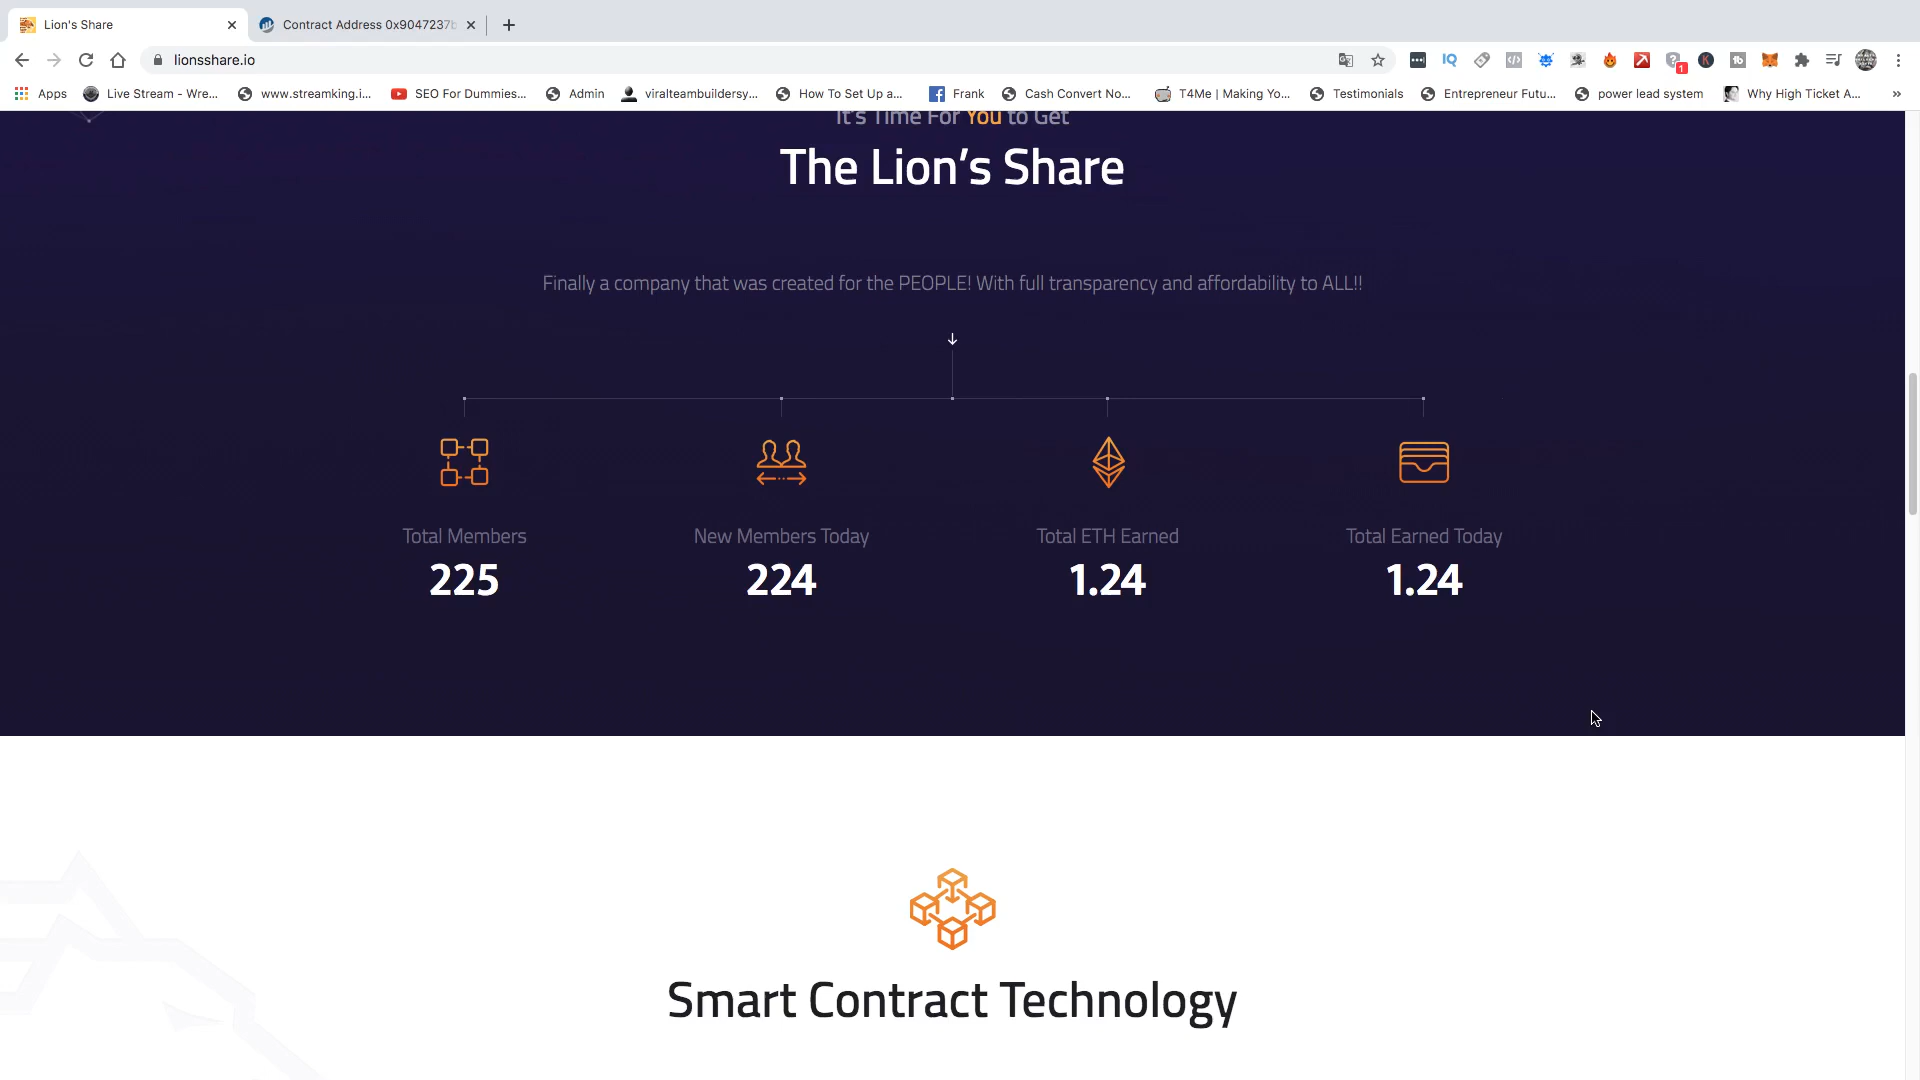 Lion's Share
Contract Address 0x9047237b
lionsshare.io
Apps
Live Stream - Wre...
www.streamking.i...
SEO For Dummies...
Admin
viralteambuildersy...
How To Set Up a...
Frank
Cash Convert No...
T4Me | Making Yo...
Testimonials
Entrepreneur Futu...
power lead system
Why High Ticket A...
»
It's Time For You to Get
The Lion's Share
Finally a company that was created for the PEOPLE! With full transparency and affordability to ALL!!
Total Members
225
New Members Today
224
Total ETH Earned
1.24
Total Earned Today
1.24
Smart Contract Technology